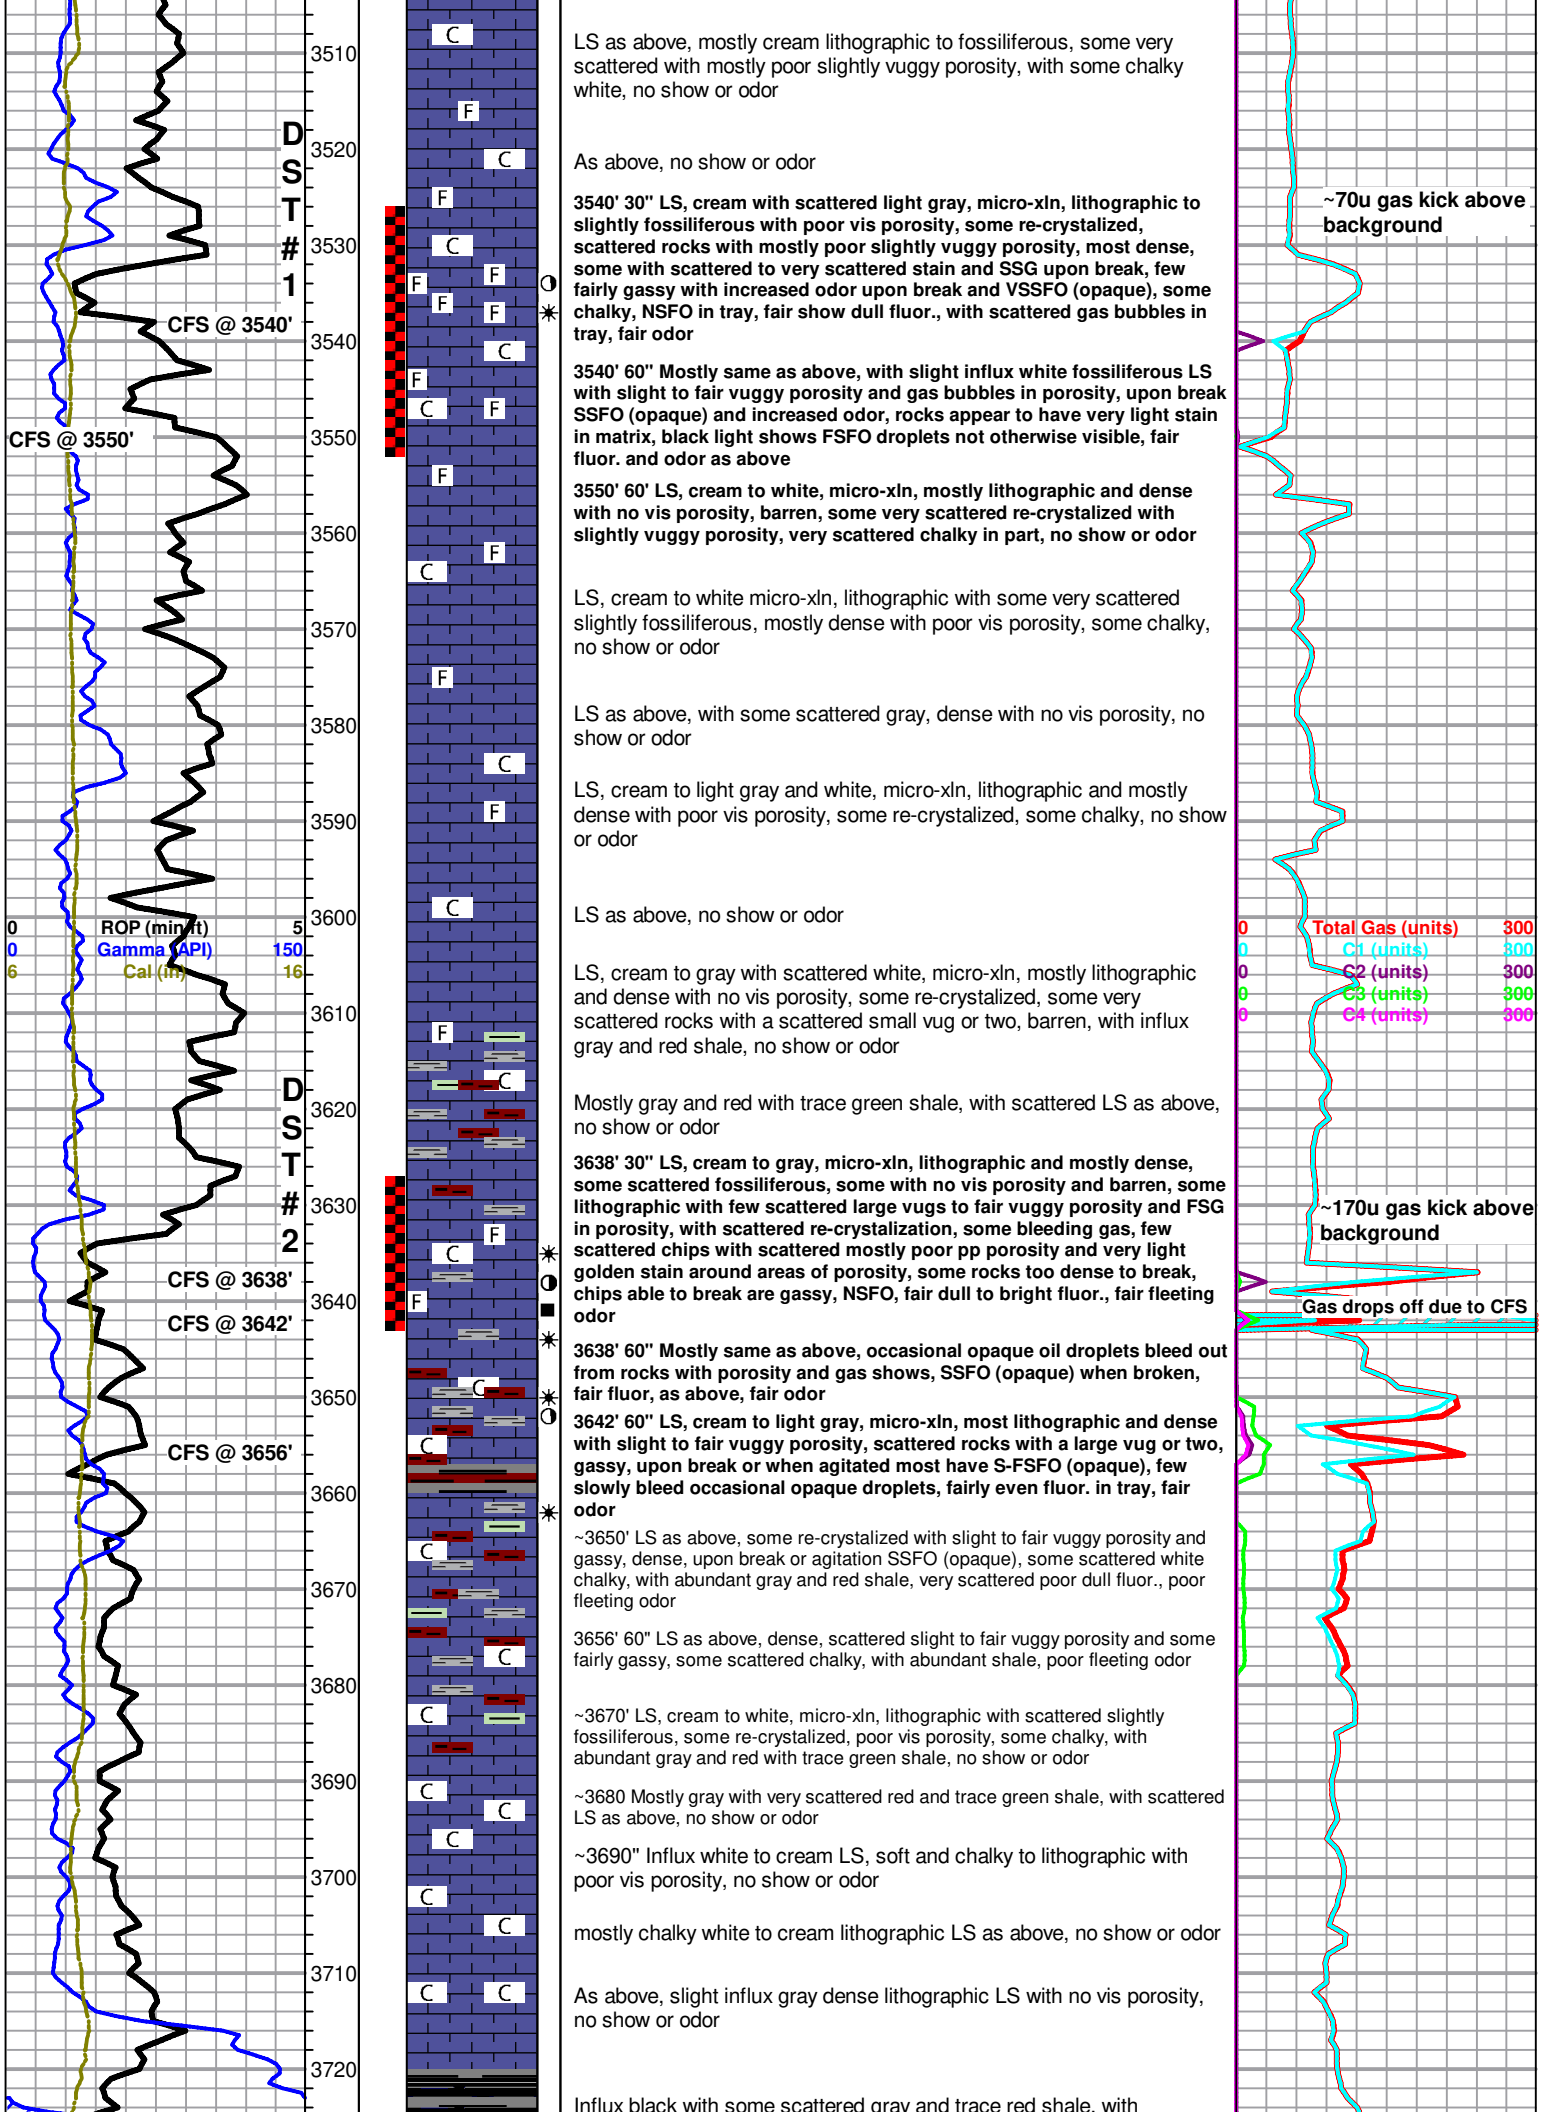 3510
3520
3530
3540
3550
3560
3570
3580
3590
3600
3610
3620
3630
3640
3650
3660
3670
3680
3690
3700
3710
3720
D
S
T
#
1
CFS @ 3540'
CFS @ 3550'
0 ROP (min/ft) 5
0 Gamma (API) 150
6 Cal (in) 16
D
S
T
#
2
CFS @ 3638'
CFS @ 3642'
CFS @ 3656'
C
F
C
F
C
F
F
F
F
C
F
C
F
F
F
C
F
C
F
C
F
C
F
C
F
C
C
C
C
C
C
C
C
C
C
C
C
LS as above, mostly cream lithographic to fossiliferous, some very
scattered with mostly poor slightly vuggy porosity, with some chalky
white, no show or odor
As above, no show or odor
3540' 30" LS, cream with scattered light gray, micro-xln, lithographic to
slightly fossiliferous with poor vis porosity, some re-crystalized,
scattered rocks with mostly poor slightly vuggy porosity, most dense,
some with scattered to very scattered stain and SSG upon break, few
fairly gassy with increased odor upon break and VSSFO (opaque), some
chalky, NSFO in tray, fair show dull fluor., with scattered gas bubbles in
tray, fair odor
3540' 60" Mostly same as above, with slight influx white fossiliferous LS
with slight to fair vuggy porosity and gas bubbles in porosity, upon break
SSFO (opaque) and increased odor, rocks appear to have very light stain
in matrix, black light shows FSFO droplets not otherwise visible, fair
fluor. and odor as above
3550' 60' LS, cream to white, micro-xln, mostly lithographic and dense
with no vis porosity, barren, some very scattered re-crystalized with
slightly vuggy porosity, very scattered chalky in part, no show or odor
LS, cream to white micro-xln, lithographic with some very scattered
slightly fossiliferous, mostly dense with poor vis porosity, some chalky,
no show or odor
LS as above, with some scattered gray, dense with no vis porosity, no
show or odor
LS, cream to light gray and white, micro-xln, lithographic and mostly
dense with poor vis porosity, some re-crystalized, some chalky, no show
or odor
LS as above, no show or odor
LS, cream to gray with scattered white, micro-xln, mostly lithographic
and dense with no vis porosity, some re-crystalized, some very
scattered rocks with a scattered small vug or two, barren, with influx
gray and red shale, no show or odor
Mostly gray and red with trace green shale, with scattered LS as above,
no show or odor
3638' 30" LS, cream to gray, micro-xln, lithographic and mostly dense,
some scattered fossiliferous, some with no vis porosity and barren, some
lithographic with few scattered large vugs to fair vuggy porosity and FSG
in porosity, with scattered re-crystalization, some bleeding gas, few
scattered chips with scattered mostly poor pp porosity and very light
golden stain around areas of porosity, some rocks too dense to break,
chips able to break are gassy, NSFO, fair dull to bright fluor., fair fleeting
odor
3638' 60" Mostly same as above, occasional opaque oil droplets bleed out
from rocks with porosity and gas shows, SSFO (opaque) when broken,
fair fluor, as above, fair odor
3642' 60" LS, cream to light gray, micro-xln, most lithographic and dense
with slight to fair vuggy porosity, scattered rocks with a large vug or two,
gassy, upon break or when agitated most have S-FSFO (opaque), few
slowly bleed occasional opaque droplets, fairly even fluor. in tray, fair
odor
~3650' LS as above, some re-crystalized with slight to fair vuggy porosity and
gassy, dense, upon break or agitation SSFO (opaque), some scattered white
chalky, with abundant gray and red shale, very scattered poor dull fluor., poor
fleeting odor
3656' 60" LS as above, dense, scattered slight to fair vuggy porosity and some
fairly gassy, some scattered chalky, with abundant shale, poor fleeting odor
~3670' LS, cream to white, micro-xln, lithographic with scattered slightly
fossiliferous, some re-crystalized, poor vis porosity, some chalky, with
abundant gray and red with trace green shale, no show or odor
~3680 Mostly gray with very scattered red and trace green shale, with scattered
LS as above, no show or odor
~3690" Influx white to cream LS, soft and chalky to lithographic with
poor vis porosity, no show or odor
mostly chalky white to cream lithographic LS as above, no show or odor
As above, slight influx gray dense lithographic LS with no vis porosity,
no show or odor
Influx black with some scattered gray and trace red shale, with
~70u gas kick above
background
0 Total Gas (units) 300
0 C1 (units) 300
0 C2 (units) 300
0 C3 (units) 300
0 C4 (units) 300
~170u gas kick above
background
Gas drops off due to CFS